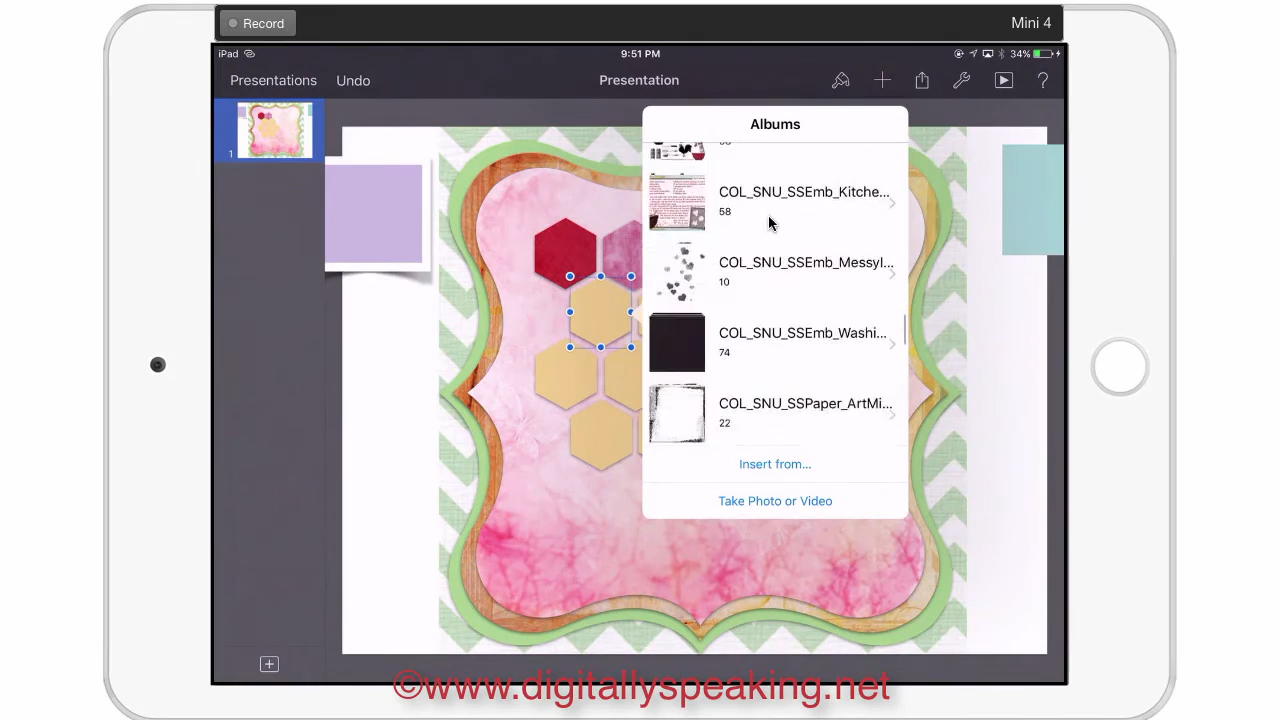 Record
Mini 4
iPad
9:51 PM
34%
Presentations
Undo
Presentation
?
1
Albums
COL_SNU_SSEmb_Kitche...
58
COL_SNU_SSEmb_Messyl...
10
COL_SNU_SSEmb_Washi...
74
COL_SNU_SSPaper_ArtMi...
22
Insert from...
Take Photo or Video
©www.digitallyspeaking.net